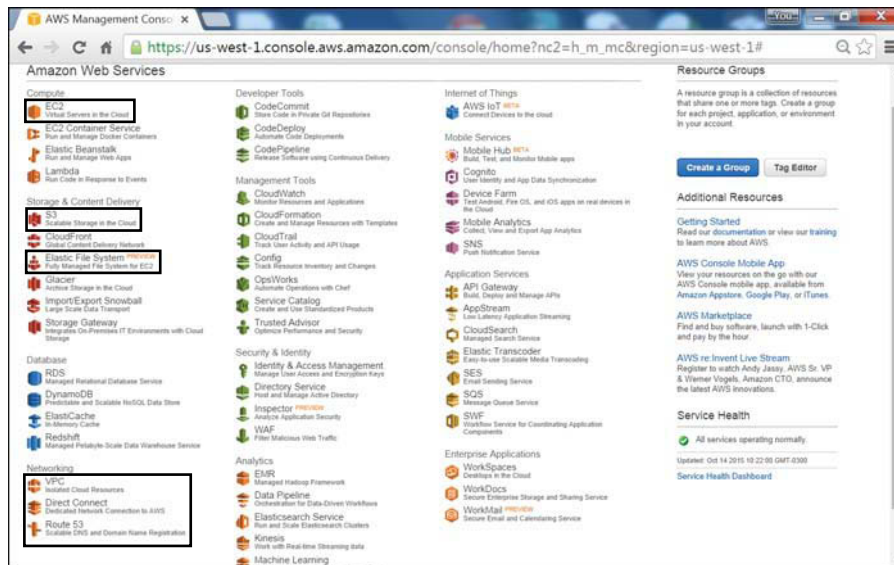 AWS Management Conso
You
https://us-west-1.console.aws.amazon.com/console/home?nc2=h_m_mc&region=us-west-1#
Amazon Web Services
Compute
EC2
Virtual Servers in the Cloud
EC2 Container Service
Run and Manage Docker Containers
Elastic Beanstalk
Run and Manage Web Apps
Lambda
Run Code in Response to Events
Storage & Content Delivery
S3
Scalable Storage in the Cloud
CloudFront
Global Content Delivery Network
Elastic File System PREVIEW
Fully Managed File System for EC2
Glacier
Archive Storage in the Cloud
Import/Export Snowball
Large Scale Data Transport
Storage Gateway
Integrates On-Premises IT Environments with Cloud
Storage
Database
RDS
Managed Relational Database Service
DynamoDB
Predictable and Scalable NoSQL Data Store
ElastiCache
In-Memory Cache
Redshift
Managed Petabyte-Scale Data Warehouse Service
Networking
VPC
Isolated Cloud Resources
Direct Connect
Dedicated Network Connection to AWS
Route 53
Scalable DNS and Domain Name Registration
Developer Tools
CodeCommit
Store Code in Private Git Repositories
CodeDeploy
Automate Code Deployments
CodePipeline
Release Software using Continuous Delivery
Management Tools
CloudWatch
Monitor Resources and Applications
CloudFormation
Create and Manage Resources with Templates
CloudTrail
Track User Activity and API Usage
Config
Track Resource Inventory and Changes
OpsWorks
Automate Operations with Chef
Service Catalog
Create and Use Standardized Products
Trusted Advisor
Optimize Performance and Security
Security & Identity
Identity & Access Management
Manage User Access and Encryption Keys
Directory Service
Host and Manage Active Directory
Inspector PREVIEW
Analyze Application Security
WAF
Filter Malicious Web Traffic
Analytics
EMR
Managed Hadoop Framework
Data Pipeline
Orchestration for Data-Driven Workflows
Elasticsearch Service
Run and Scale Elasticsearch Clusters
Kinesis
Work with Real-time Streaming data
Machine Learning
Internet of Things
AWS IoT BETA
Connect Devices to the cloud
Mobile Services
Mobile Hub BETA
Build, Test, and Monitor Mobile apps
Cognito
User Identity and App Data Synchronization
Device Farm
Test Android, Fire OS, and iOS apps on real devices in
the Cloud
Mobile Analytics
Collect, View and Export App Analytics
SNS
Push Notification Service
Application Services
API Gateway
Build, Deploy and Manage APIs
AppStream
Low Latency Application Streaming
CloudSearch
Managed Search Service
Elastic Transcoder
Easy-to-use Scalable Media Transcoding
SES
Email Sending Service
SQS
Message Queue Service
SWF
Workflow Service for Coordinating Application
Components
Enterprise Applications
WorkSpaces
Desktops in the Cloud
WorkDocs
Secure Enterprise Storage and Sharing Service
WorkMail PREVIEW
Secure Email and Calendaring Service
Resource Groups
A resource group is a collection of resources
that share one or more tags. Create a group
for each project, application, or environment
in your account.
Create a Group
Tag Editor
Additional Resources
Getting Started
Read our documentation or view our training
to learn more about AWS.
AWS Console Mobile App
View your resources on the go with our
AWS Console mobile app, available from
Amazon Appstore, Google Play, or iTunes.
AWS Marketplace
Find and buy software, launch with 1-Click
and pay by the hour.
AWS re:Invent Live Stream
Register to watch Andy Jassy, AWS Sr. VP
& Werner Vogels, Amazon CTO, announce
the latest AWS innovations.
Service Health
All services operating normally.
Updated: Oct 14 2015 10:22:00 GMT-0300
Service Health Dashboard